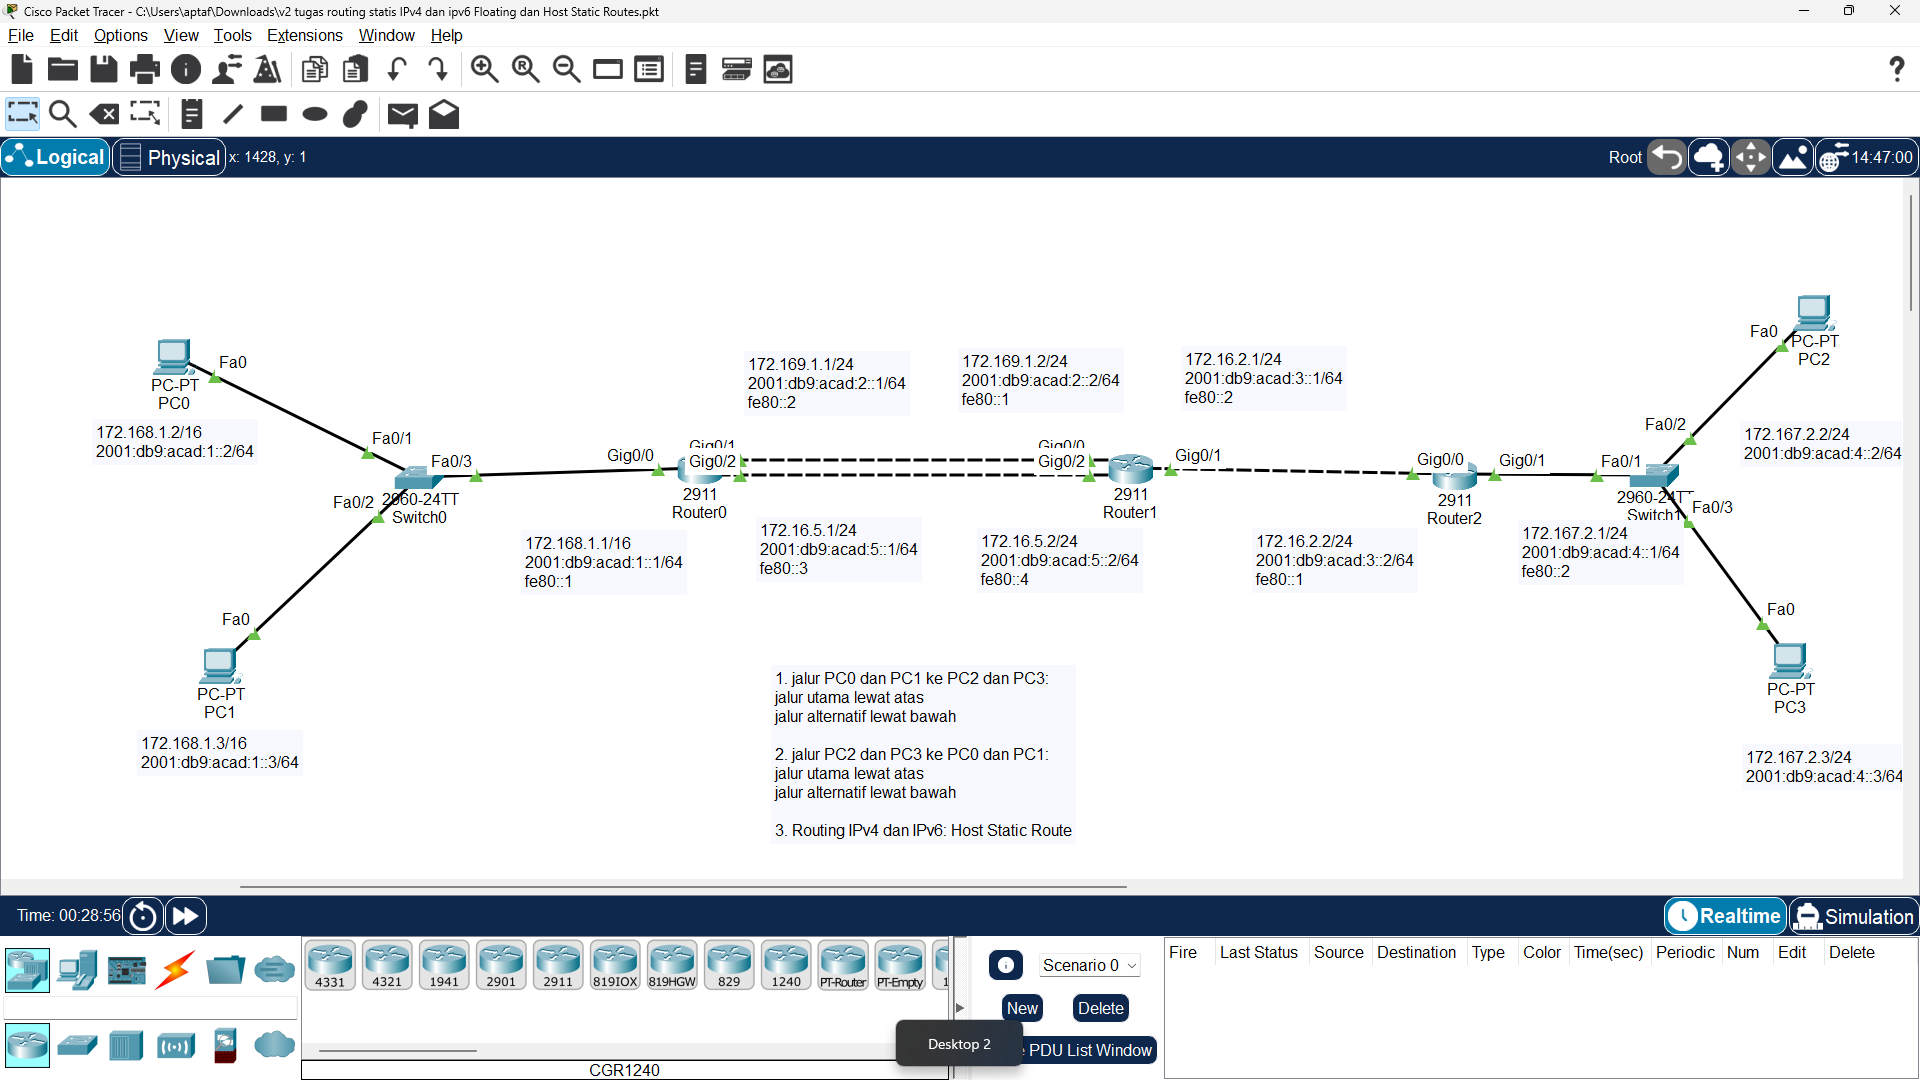 Cisco Packet Tracer - C:\Users\aptaf\Downloads\v2 tugas routing statis IPv4 dan ipv6 Floating dan Host Static Routes.pkt
File Edit Options View Tools Extensions Window Help
Logical Physical x: 1428, y: 1 Root 14:47:00
Fa0
PC-PT
PC0
172.168.1.2/16
2001:db9:acad:1::2/64
Fa0/1
Fa0/3
Fa0/2
2960-24TT
Switch0
Fa0
PC-PT
PC1
172.168.1.3/16
2001:db9:acad:1::3/64
Gig0/0
172.168.1.1/16
2001:db9:acad:1::1/64
fe80::1
Gig0/1
Gig0/2
2911
Router0
172.169.1.1/24
2001:db9:acad:2::1/64
fe80::2
172.16.5.1/24
2001:db9:acad:5::1/64
fe80::3
172.169.1.2/24
2001:db9:acad:2::2/64
fe80::1
Gig0/0
Gig0/2
172.16.5.2/24
2001:db9:acad:5::2/64
fe80::4
2911
Router1
Gig0/1
172.16.2.1/24
2001:db9:acad:3::1/64
fe80::2
172.16.2.2/24
2001:db9:acad:3::2/64
fe80::1
Gig0/0
Gig0/1
2911
Router2
172.167.2.1/24
2001:db9:acad:4::1/64
fe80::2
Fa0/1
Fa0/2
Fa0/3
2960-24TT
Switch1
Fa0
PC-PT
PC2
172.167.2.2/24
2001:db9:acad:4::2/64
Fa0
PC-PT
PC3
172.167.2.3/24
2001:db9:acad:4::3/64
1. jalur PC0 dan PC1 ke PC2 dan PC3:
jalur utama lewat atas
jalur alternatif lewat bawah
2. jalur PC2 dan PC3 ke PC0 dan PC1:
jalur utama lewat atas
jalur alternatif lewat bawah
3. Routing IPv4 dan IPv6: Host Static Route
Time: 00:28:56 Realtime Simulation
4331 4321 1941 2901 2911 819IOX 819HGW 829 1240 PT-Router PT-Empty 1
CGR1240
Scenario 0
New Delete
PDU List Window
Desktop 2
Fire Last Status Source Destination Type Color Time(sec) Periodic Num Edit Delete